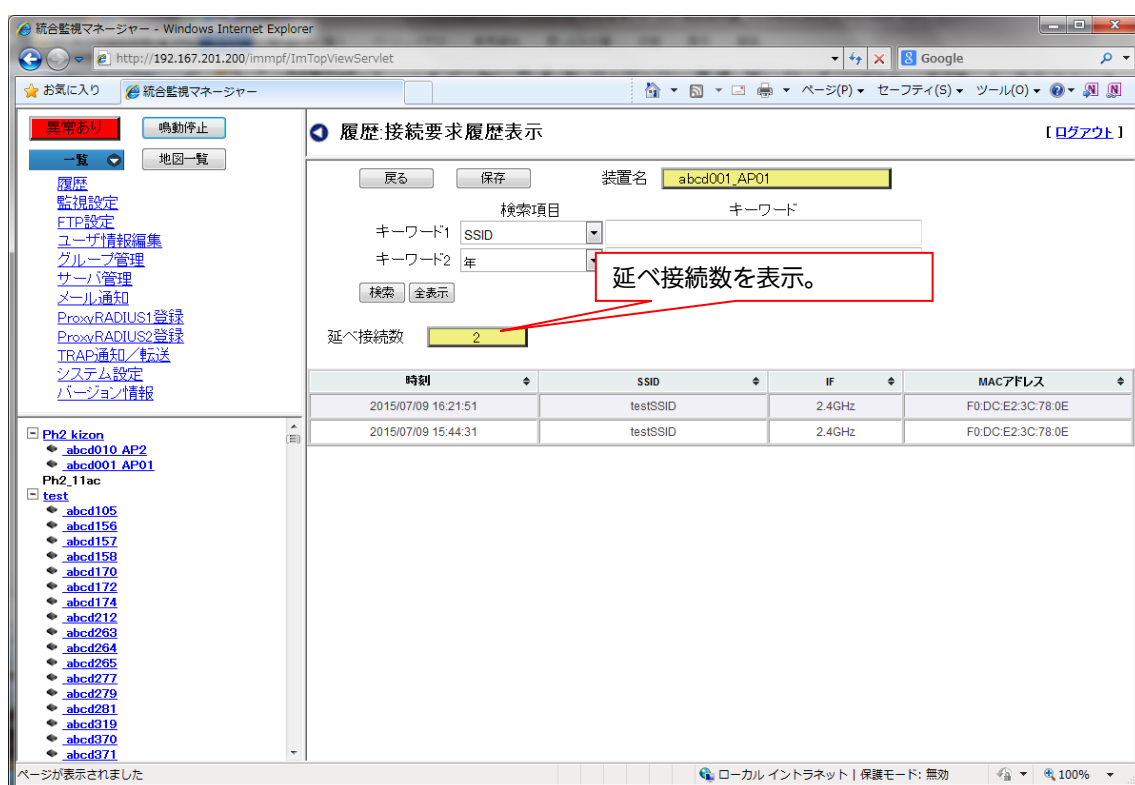 統合監視マネージャー - Windows Internet Explorer
http://192.167.201.200/immpf/ImTopViewServlet
Google
お気に入り
統合監視マネージャー
ページ(P)
セーフティ(S)
ツール(O)
異常あり
鳴動停止
一覧
地図一覧
履歴
監視設定
FTP設定
ユーザ情報編集
グループ管理
サーバ管理
メール通知
ProxyRADIUS1登録
ProxyRADIUS2登録
TRAP通知／転送
システム設定
バージョン情報
Ph2 kizon
abcd010 AP2
abcd001 AP01
Ph2_11ac
test
abcd105
abcd156
abcd157
abcd158
abcd170
abcd172
abcd174
abcd212
abcd263
abcd264
abcd265
abcd277
abcd279
abcd281
abcd319
abcd370
abcd371
履歴:接続要求履歴表示
[ ログアウト ]
戻る 保存 装置名 abcd001_AP01
検索項目 キーワード
キーワード1 SSID
キーワード2 年
延べ接続数を表示。
検索 全表示
延べ接続数 2
時刻 SSID IF MACアドレス
2015/07/09 16:21:51 testSSID 2.4GHz F0:DC:E2:3C:78:0E
2015/07/09 15:44:31 testSSID 2.4GHz F0:DC:E2:3C:78:0E
ページが表示されました
ローカル イントラネット | 保護モード: 無効
100%